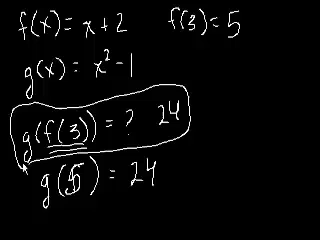 f(x) = x + 2 f(3) = 5
g(x) = x² - 1
g(f(3)) = ? 24
g(5) = 24